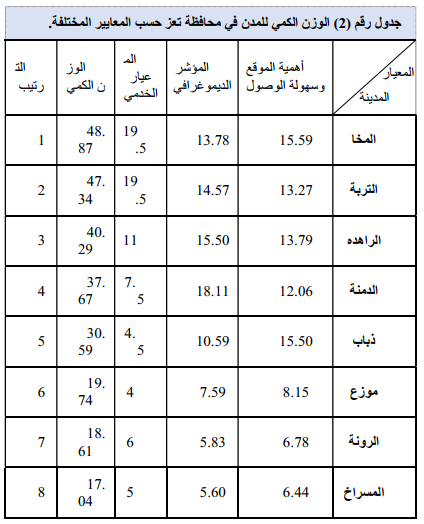 جدول رقم (2) الوزن الكمي للمدن في محافظة تعز حسب المعايير المختلفة.
المعيار المدينة | أهمية الموقع وسهولة الوصول | المؤشر الديموغرافي | المـ عيار الخدمي | الوز ن الكمي | التـ رتيب
المخا | 15.59 | 13.78 | 19.5 | 48.87 | 1
التربة | 13.27 | 14.57 | 19.5 | 47.34 | 2
الراهده | 13.79 | 15.50 | 11 | 40.29 | 3
الدمنة | 12.06 | 18.11 | 7.5 | 37.67 | 4
ذباب | 15.50 | 10.59 | 4.5 | 30.59 | 5
موزع | 8.15 | 7.59 | 4 | 19.74 | 6
الرونة | 6.78 | 5.83 | 6 | 18.61 | 7
المسراخ | 6.44 | 5.60 | 5 | 17.04 | 8